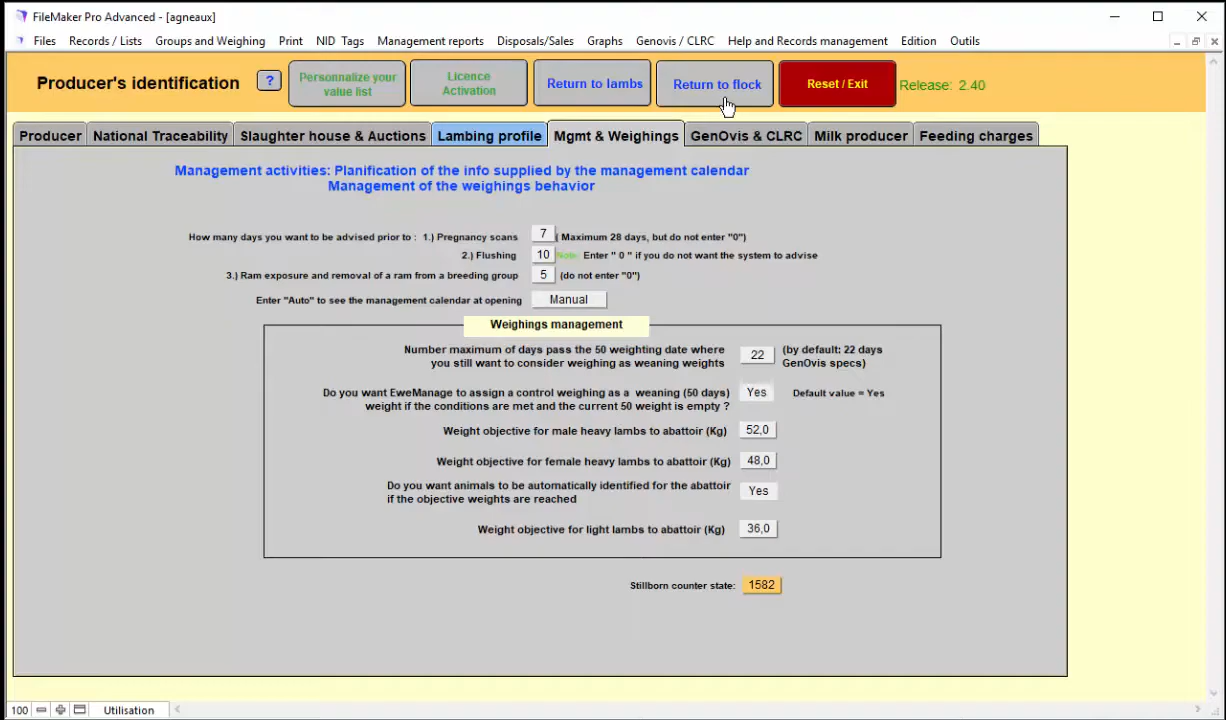 FileMaker Pro Advanced - [agneaux]
Files Records / Lists Groups and Weighing Print NID Tags Management reports Disposals/Sales Graphs Genovis / CLRC Help and Records management Edition Outils
Producer's identification ? Personnalize your value list Licence Activation Return to lambs Return to flock Reset / Exit Release: 2.40
Producer National Traceability Slaughter house & Auctions Lambing profile Mgmt & Weighings GenOvis & CLRC Milk producer Feeding charges
Management activities: Planification of the info supplied by the management calendar
Management of the weighings behavior
How many days you want to be advised prior to : 1.) Pregnancy scans 7 ( Maximum 28 days, but do not enter "0")
2.) Flushing 10 Note: Enter " 0 " if you do not want the system to advise
3.) Ram exposure and removal of a ram from a breeding group 5 (do not enter "0")
Enter "Auto" to see the management calendar at opening Manual
Weighings management
Number maximum of days pass the 50 weighting date where
you still want to consider weighing as weaning weights 22 (by default: 22 days
GenOvis specs)
Do you want EweManage to assign a control weighing as a weaning (50 days)
weight if the conditions are met and the current 50 weight is empty ? Yes Default value = Yes
Weight objective for male heavy lambs to abattoir (Kg) 52,0
Weight objective for female heavy lambs to abattoir (Kg) 48,0
Do you want animals to be automatically identified for the abattoir
if the objective weights are reached Yes
Weight objective for light lambs to abattoir (Kg) 36,0
Stillborn counter state: 1582
100 Utilisation